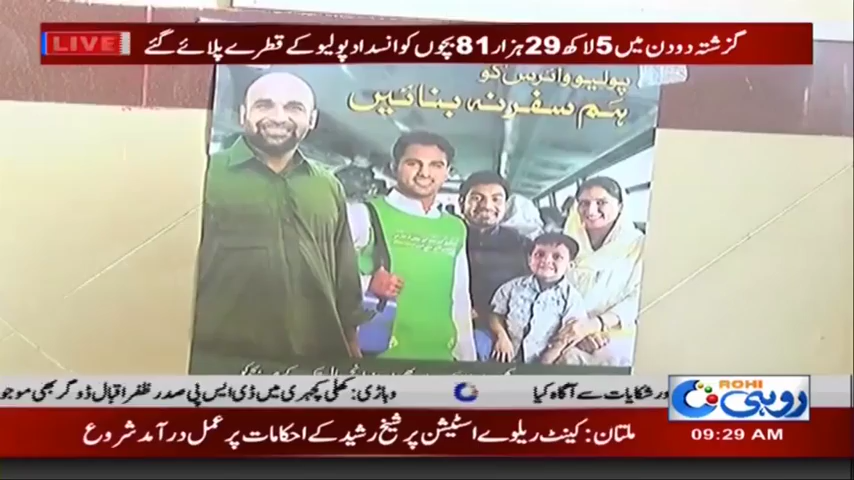 LIVE
گزشتہ دو دن میں 5 لاکھ 29 ہزار 81 بچوں کو انسداد پولیو کے قطرے پلائے گئے
پولیو وائرس کو
ہم سفر نہ بنائیں
ور شکایات سے آگاہ کیا
وہاڑی: کھلی کچہری میں ڈی ایس پی صدر ظفر اقبال ڈوگر بھی موجو
ROHI
روہی
ملتان: کینٹ ریلوے اسٹیشن پر شیخ رشید کے احکامات پر عمل درآمد شروع
09:29 AM